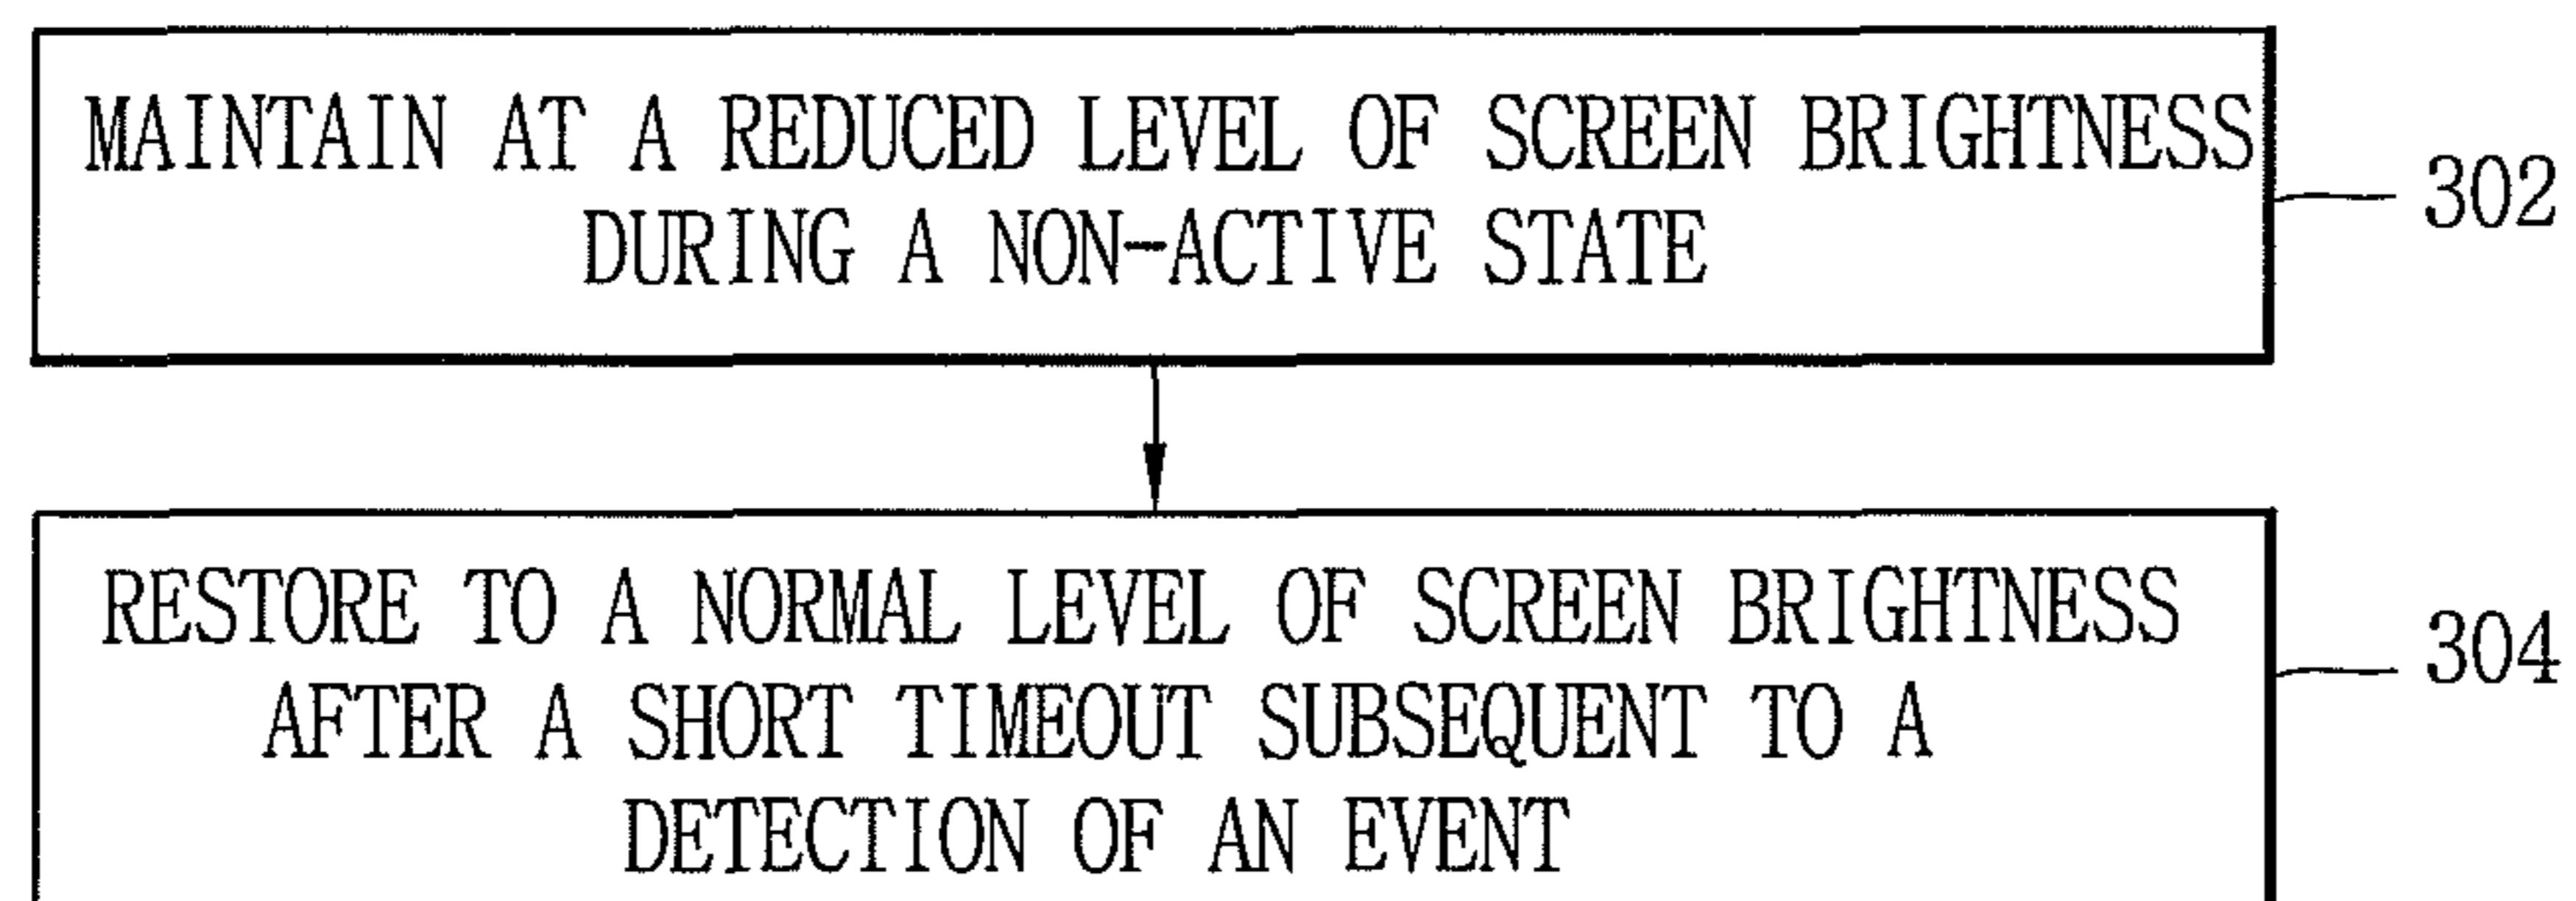 MAINTAIN AT A REDUCED LEVEL OF SCREEN BRIGHTNESS
DURING A NON-ACTIVE STATE
302
RESTORE TO A NORMAL LEVEL OF SCREEN BRIGHTNESS
AFTER A SHORT TIMEOUT SUBSEQUENT TO A
DETECTION OF AN EVENT
304